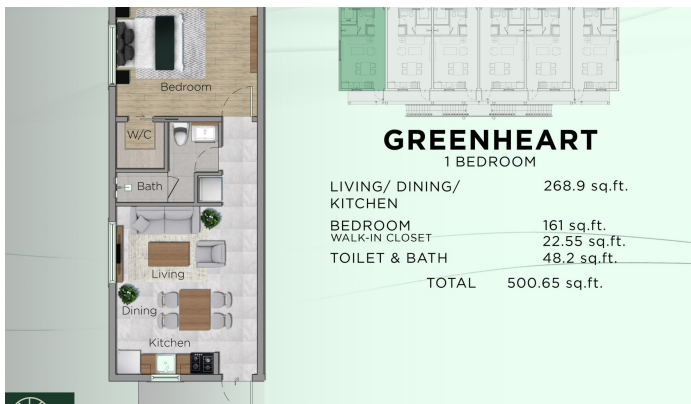 Bedroom
W/C
Bath
Living
Dining
Kitchen
GREENHEART
1 BEDROOM
LIVING/ DINING/ 268.9 sq.ft.
KITCHEN
BEDROOM 161 sq.ft.
WALK-IN CLOSET 22.55 sq.ft.
TOILET & BATH 48.2 sq.ft.
TOTAL 500.65 sq.ft.